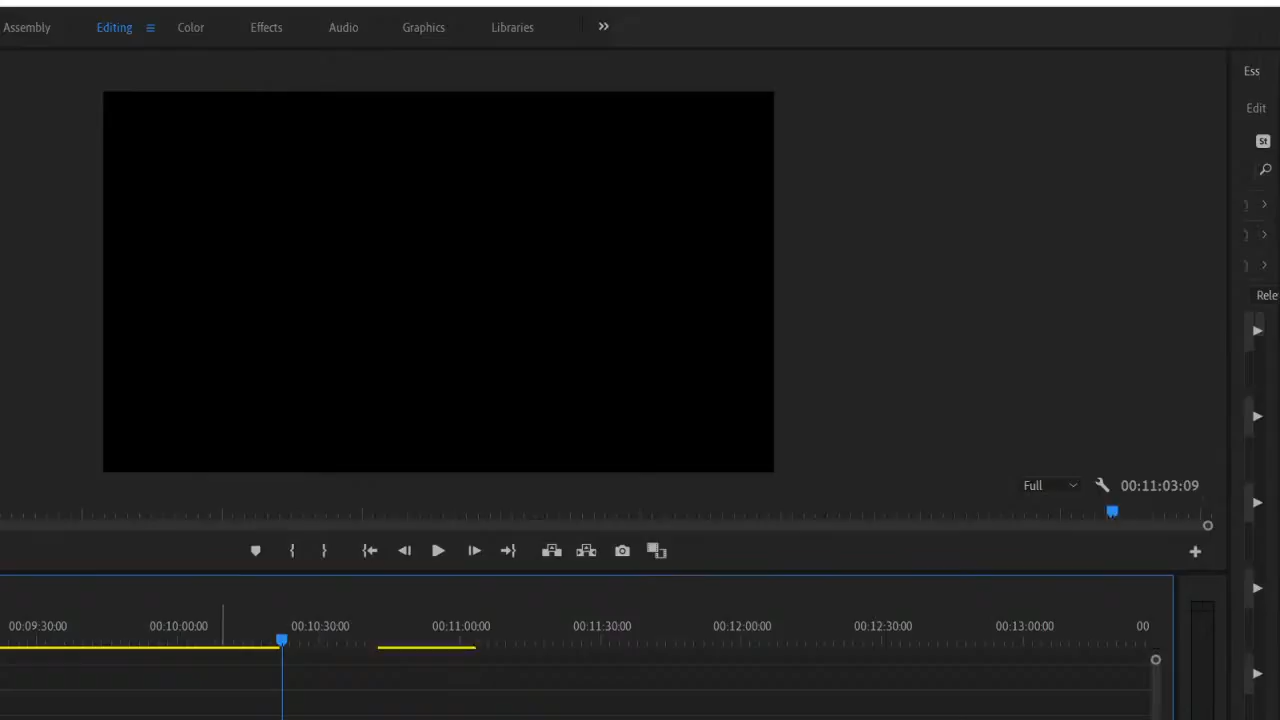 Assembly Editing Color Effects Audio Graphics Libraries
Ess
Edit
St
Rele
Full 00:11:03:09
00:09:30:00 00:10:00:00 00:10:30:00 00:11:00:00 00:11:30:00 00:12:00:00 00:12:30:00 00:13:00:00 00